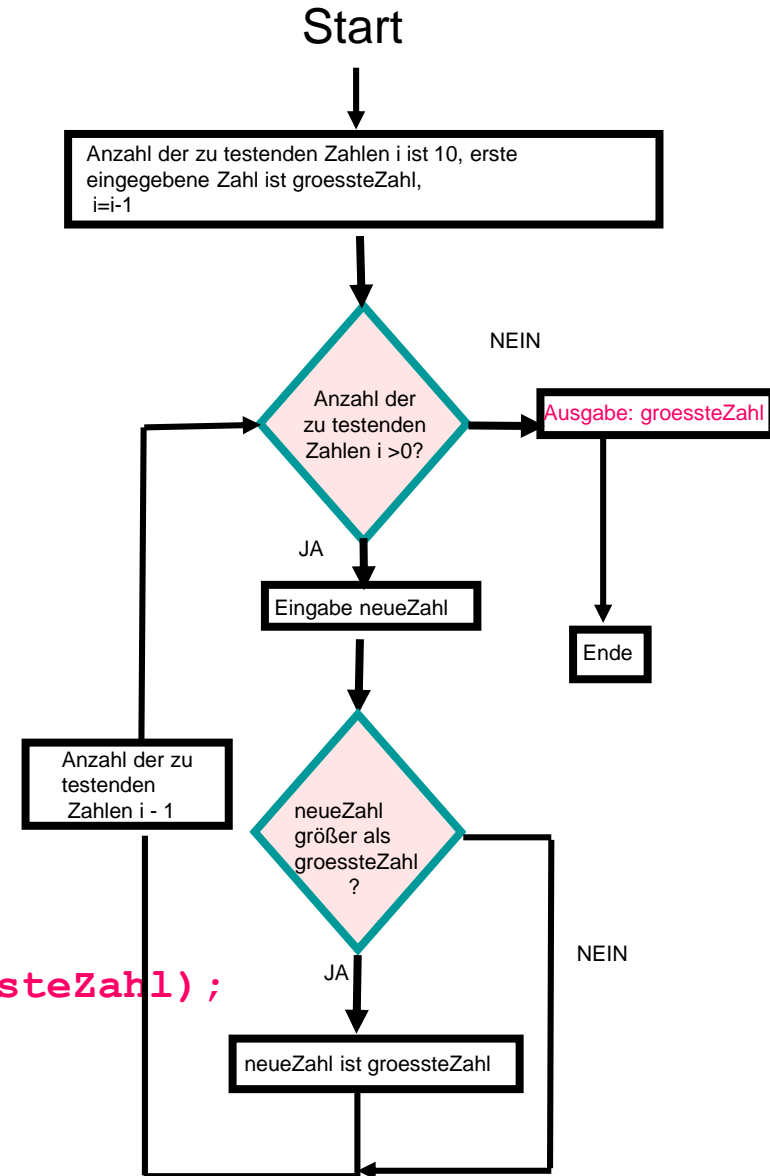 Start
Anzahl der zu testenden Zahlen i ist 10, erste
eingegebene Zahl ist groessteZahl,
i=i-1
NEIN
Anzahl der
zu testenden
Zahlen i >0?
Ausgabe: groessteZahl
JA
Eingabe neueZahl
Ende
Anzahl der zu
testenden
Zahlen i - 1
neueZahl
größer als
groessteZahl
?
NEIN
JA
steZahl);
neueZahl ist groessteZahl